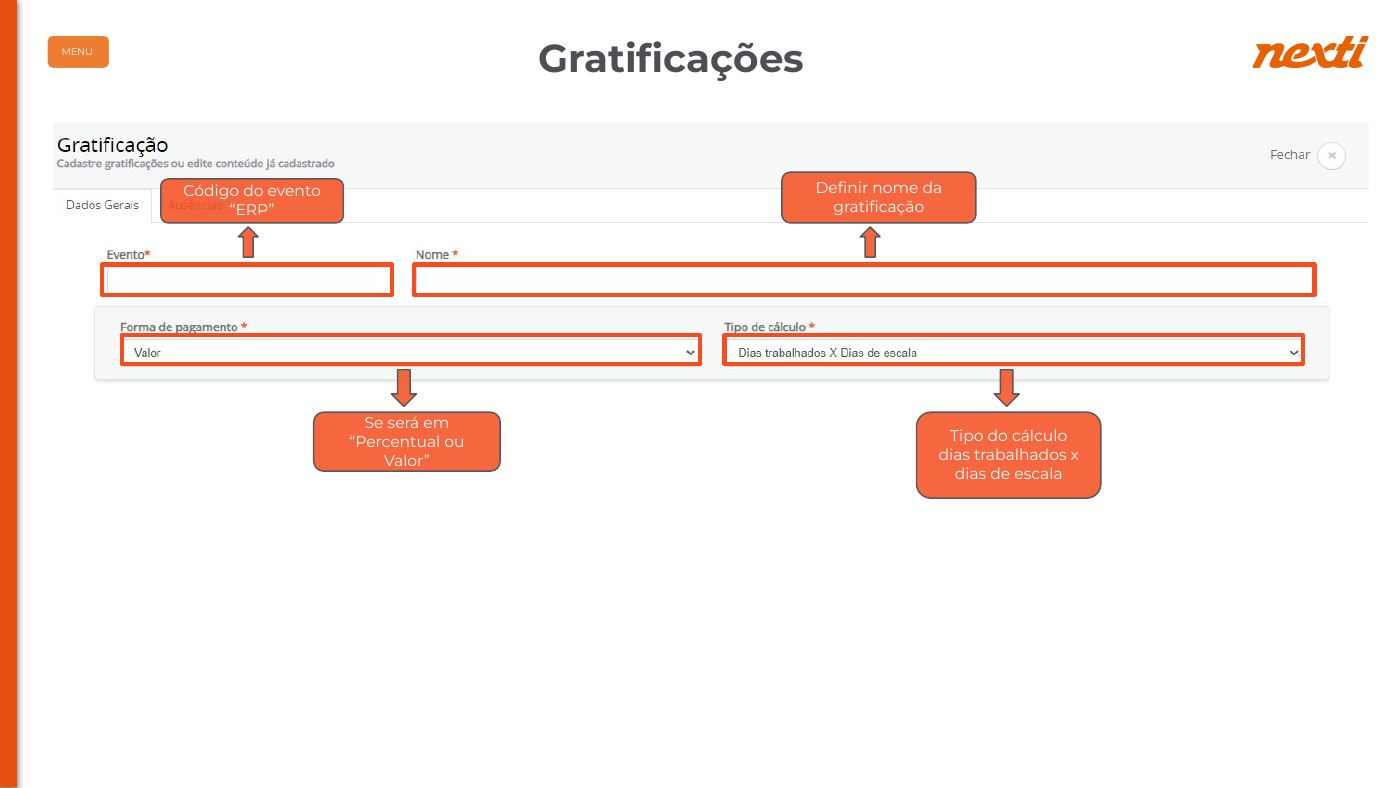 MENU
Gratificações
nexti
Gratificação
Cadastre gratificações ou edite conteúdo já cadastrado
Fechar
Dados Gerais
Ausências
Código do evento
“ERP”
Definir nome da
gratificação
Evento*
Nome *
Forma de pagamento *
Tipo de cálculo *
Valor
Dias trabalhados X Dias de escala
Se será em
“Percentual ou
Valor”
Tipo do cálculo
dias trabalhados x
dias de escala